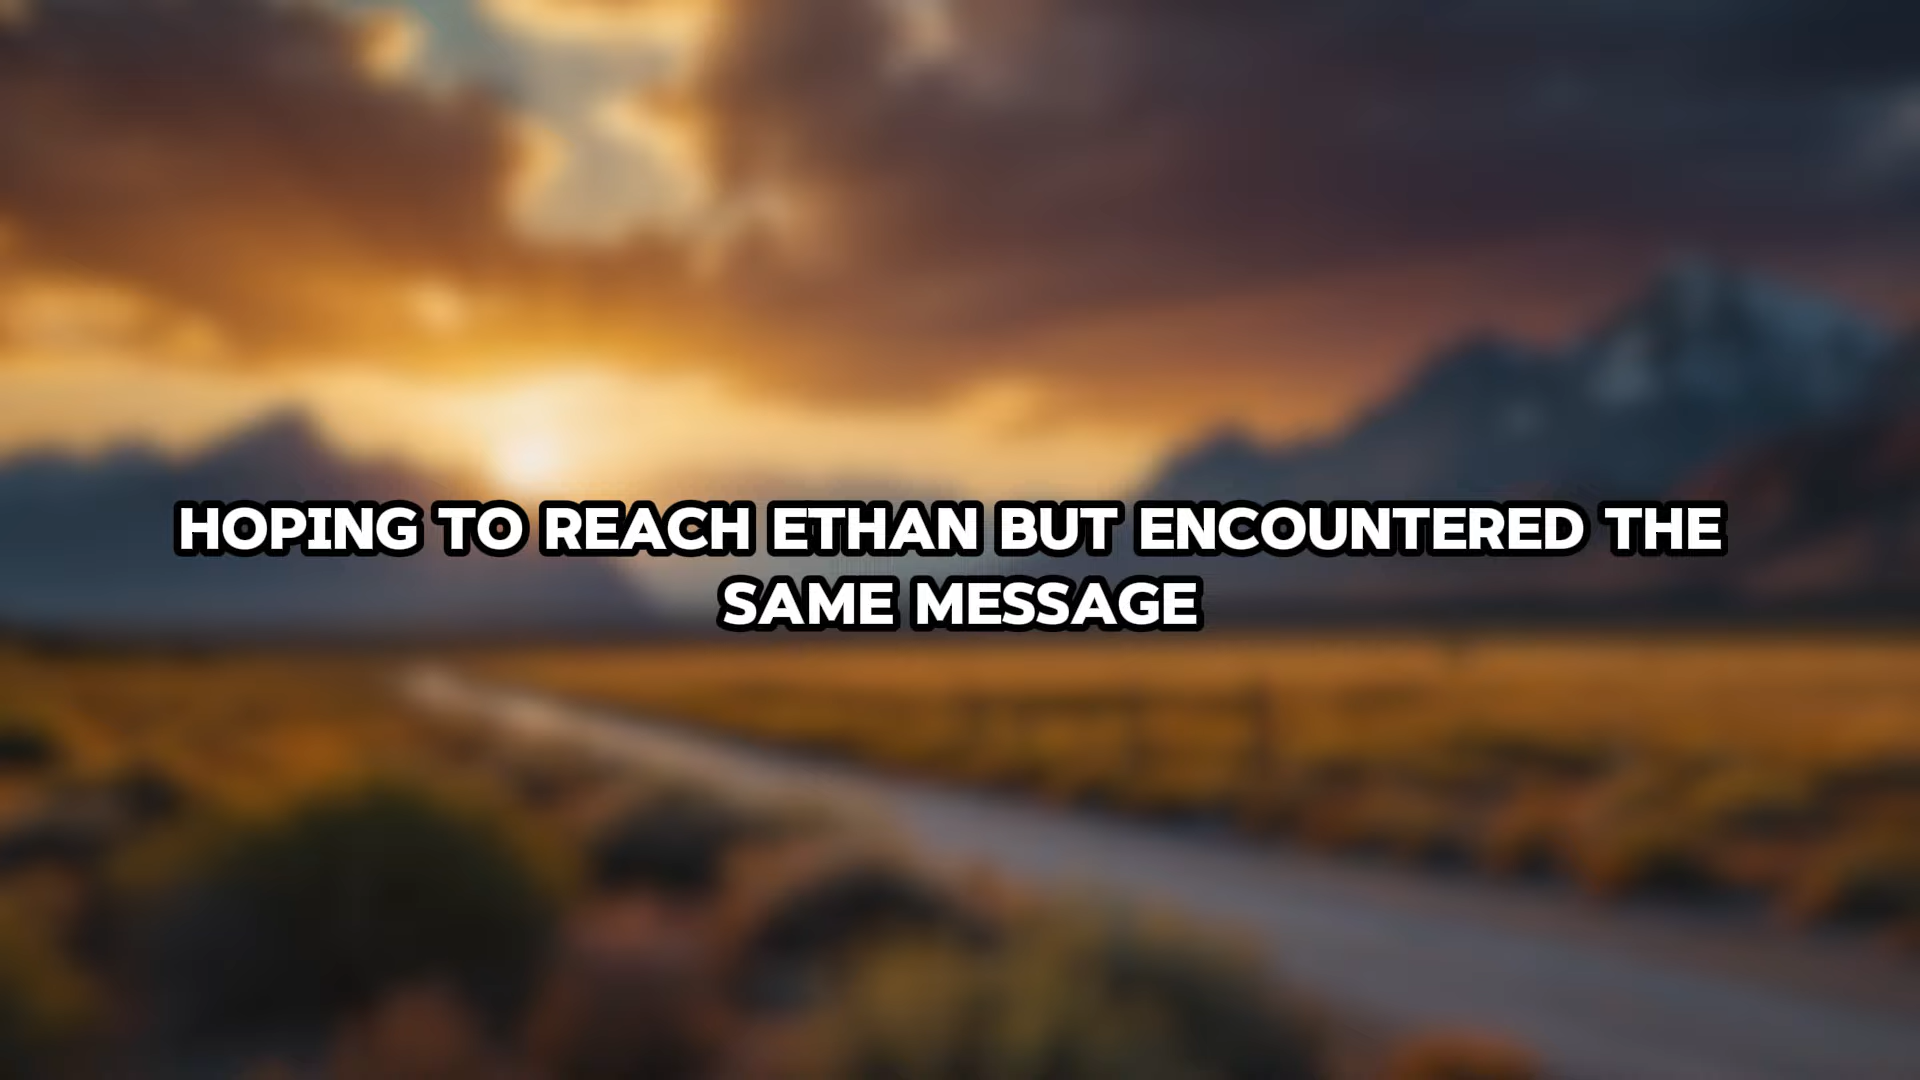 HOPING TO REACH ETHAN BUT ENCOUNTERED THE
SAME MESSAGE